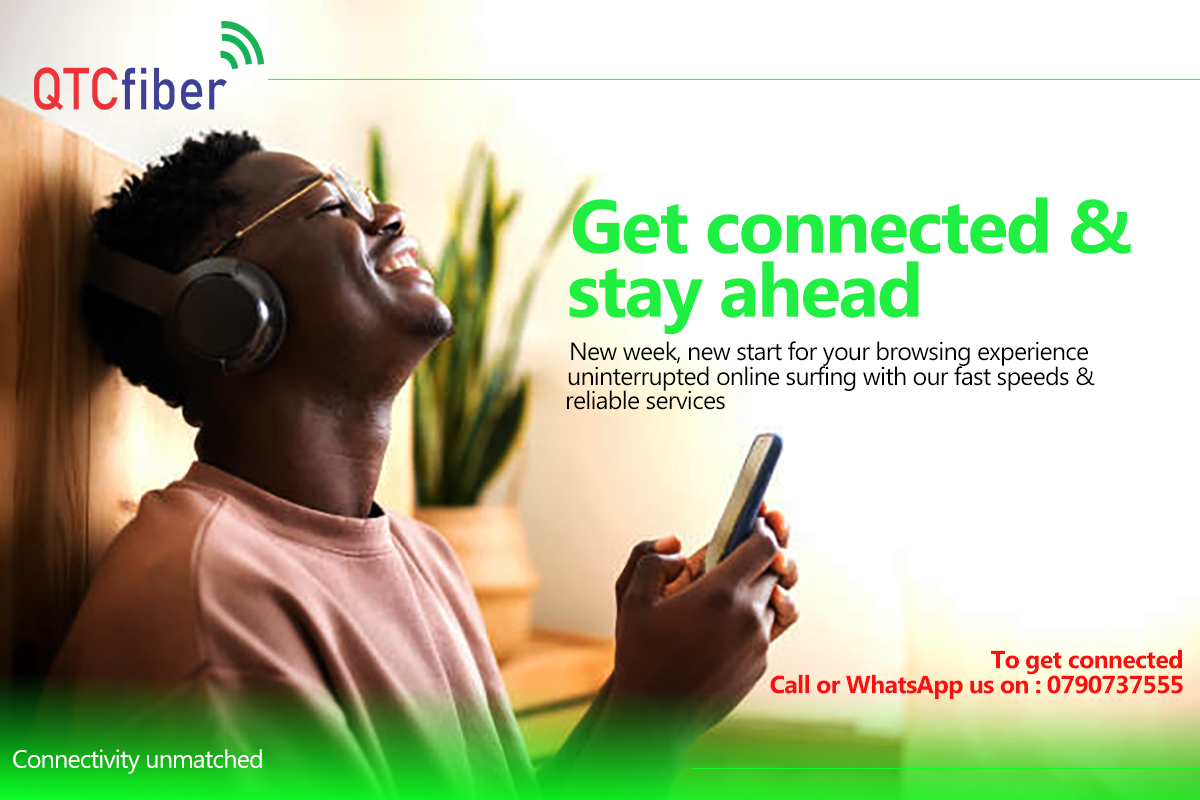 QTCfiber
Get connected &
stay ahead
New week, new start for your browsing experience
uninterrupted online surfing with our fast speeds &
reliable services
To get connected
Call or WhatsApp us on : 0790737555
Connectivity unmatched